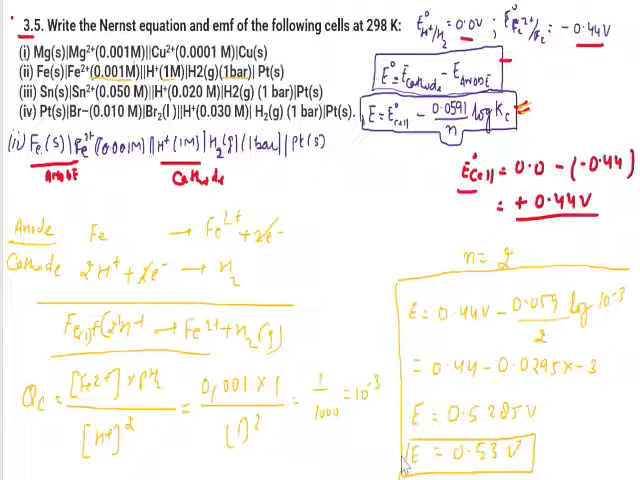 3.5. Write the Nernst equation and emf of the following cells at 298 K:
E°H+/H2 = 0.0V ; E°Fe2+/Fe = -0.44V
(i) Mg(s)|Mg2+(0.001M)||Cu2+(0.0001 M)|Cu(s)
(ii) Fe(s)|Fe2+(0.001M)||H+(1M)|H2(g)(1bar)| Pt(s)
(iii) Sn(s)|Sn2+(0.050 M)||H+(0.020 M)|H2(g) (1 bar)|Pt(s)
(iv) Pt(s)|Br–(0.010 M)|Br2(l )||H+(0.030 M)| H2(g) (1 bar)|Pt(s).
E° = E°Cathode - EANODE
E = E°Cell - 0.0591/n log Kc
(ii) Fe(s)|Fe2+(0.001M)||H+(1M)|H2(g)(1bar)|Pt(s)
ANODE Cathode
E°Cell = 0.0 - (-0.44)
= +0.44V
Anode Fe → Fe2+ + 2e-
Cathode 2H+ + 2e- → H2
Fe(s) + 2H+ → Fe2+ + H2(g)
Qc = [Fe2+] × pH2 / [H+]2 = 0.001 × 1 / (1)2 = 1/1000 = 10-3
n = 2
E = 0.44V - 0.059/2 log 10-3
= 0.44 - 0.0295 × -3
E = 0.5285V
E = 0.53 V